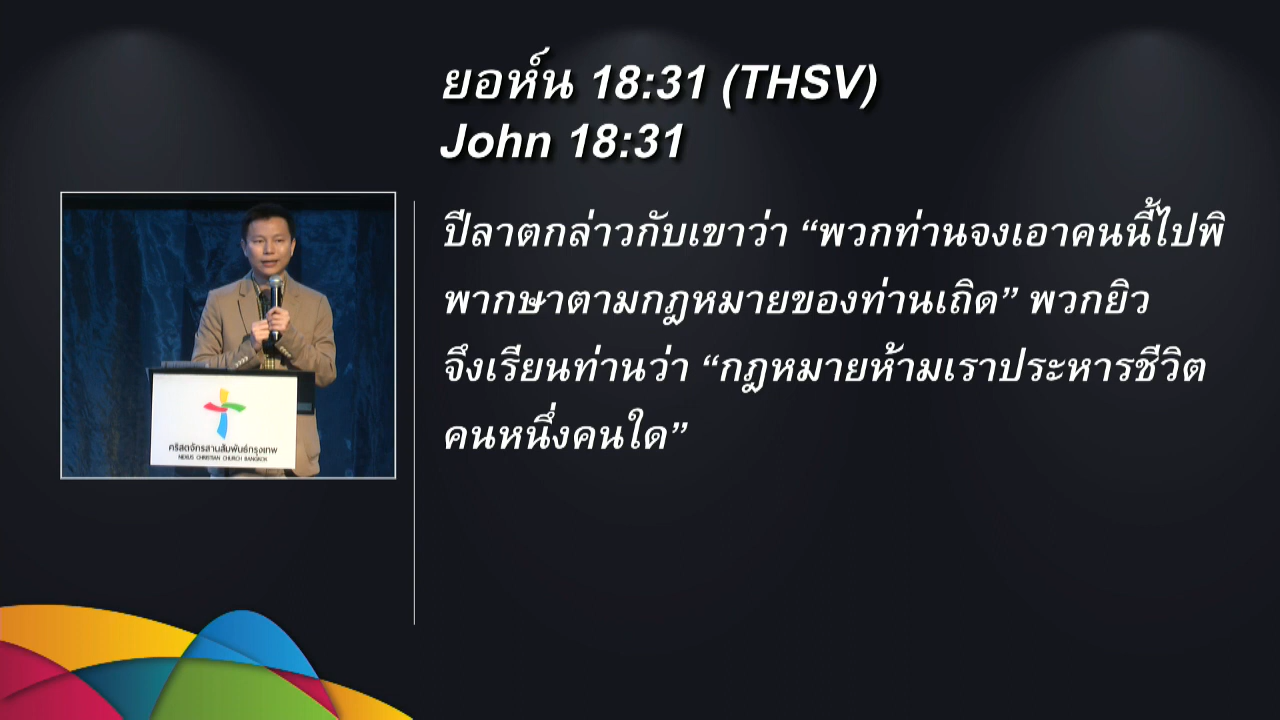 ยอห์น 18:31 (THSV)
John 18:31
ปีลาตกล่าวกับเขาว่า “พวกท่านจงเอาคนนี้ไปพิ
พากษาตามกฎหมายของท่านเถิด” พวกยิว
จึงเรียนท่านว่า “กฎหมายห้ามเราประหารชีวิต
คนหนึ่งคนใด”
คริสตจักรสานสัมพันธ์กรุงเทพ
NEXUS CHRISTIAN CHURCH BANGKOK